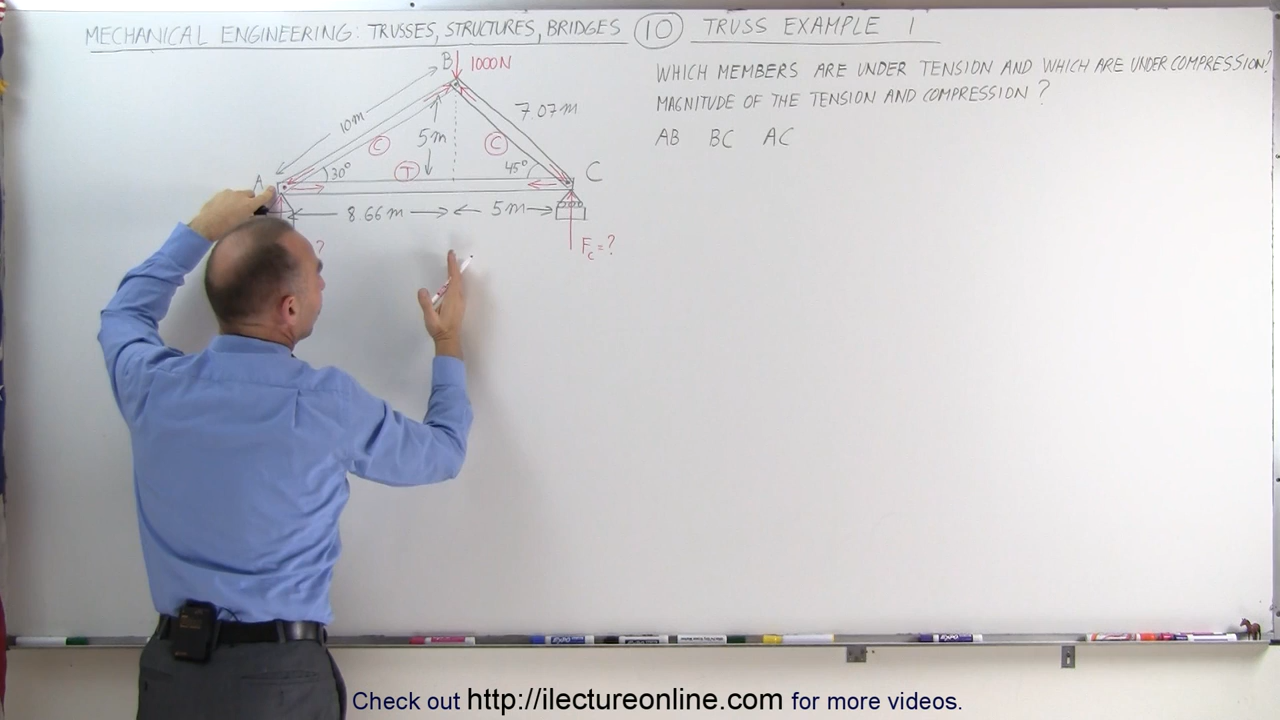 MECHANICAL ENGINEERING: TRUSSES, STRUCTURES, BRIDGES 10 TRUSS EXAMPLE 1
WHICH MEMBERS ARE UNDER TENSION AND WHICH ARE UNDER COMPRESSION?
MAGNITUDE OF THE TENSION AND COMPRESSION?
AB BC AC
B 1000N
10m
7.07m
5m
C
C
T
30°
45°
A
C
8.66m
5m
?
Fc=?
Check out http://ilectureonline.com for more videos.